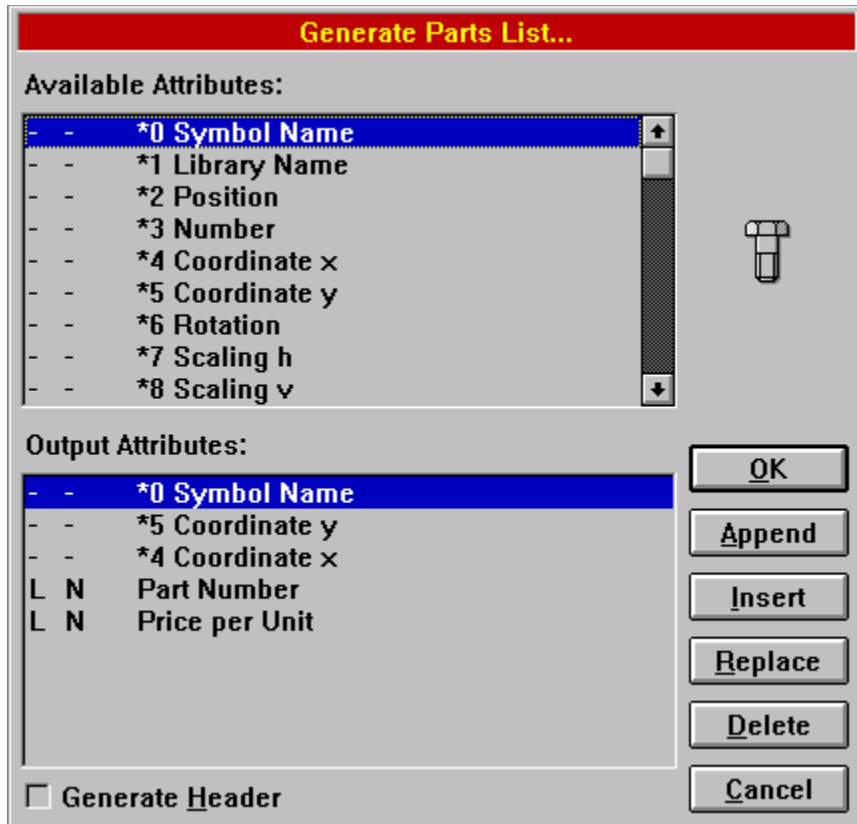 Generate Parts List...
Available Attributes:
- - *0 Symbol Name
- - *1 Library Name
- - *2 Position
- - *3 Number
- - *4 Coordinate x
- - *5 Coordinate y
- - *6 Rotation
- - *7 Scaling h
- - *8 Scaling v
Output Attributes:
- - *0 Symbol Name
- - *5 Coordinate y
- - *4 Coordinate x
L N Part Number
L N Price per Unit
OK
Append
Insert
Replace
Delete
Cancel
Generate Header